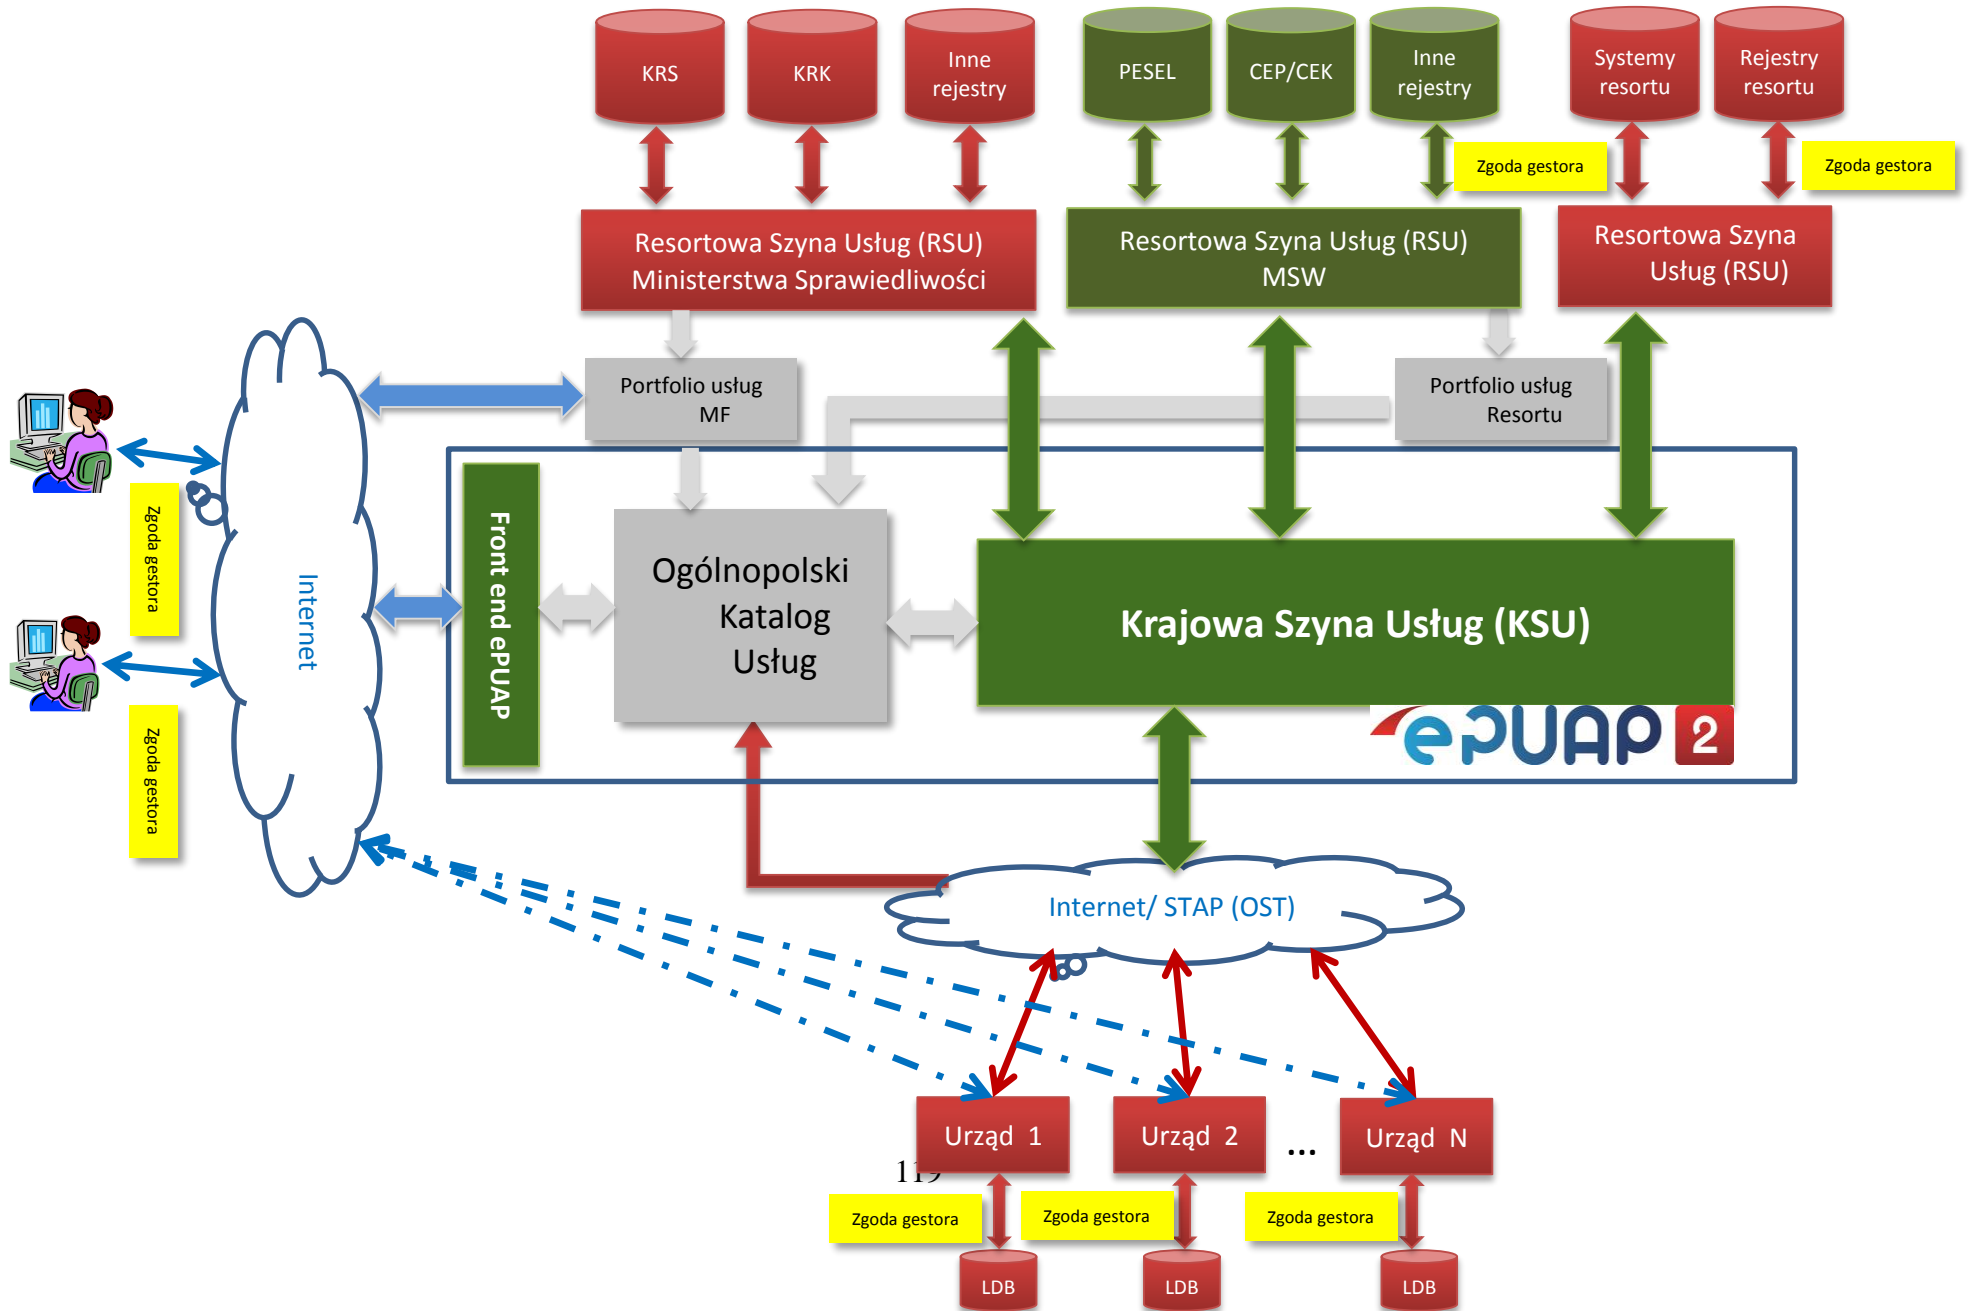 KRS
KRK
Inne
rejestry
PESEL
CEP/CEK
Inne
rejestry
Systemy
resortu
Rejestry
resortu
Zgoda gestora
Zgoda gestora
Resortowa Szyna Usług (RSU)
Ministerstwa Sprawiedliwości
Resortowa Szyna Usług (RSU)
MSW
Resortowa Szyna
Usług (RSU)
Portfolio usług
MF
Portfolio usług
Resortu
Zgoda gestora
Zgoda gestora
Internet
Front end ePUAP
Ogólnopolski
Katalog
Usług
Krajowa Szyna Usług (KSU)
ePUAP 2
Internet/ STAP (OST)
Urząd 1
Urząd 2
...
Urząd N
119
Zgoda gestora
Zgoda gestora
Zgoda gestora
LDB
LDB
LDB